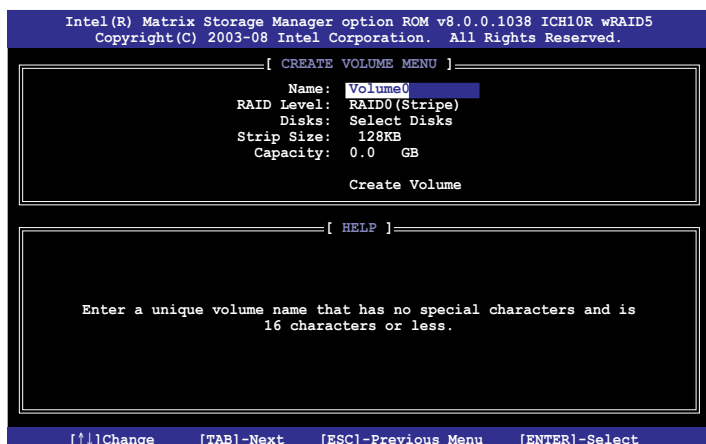 Intel(R) Matrix Storage Manager option ROM v8.0.0.1038 ICH10R wRAID5
Copyright(C) 2003-08 Intel Corporation. All Rights Reserved.
[ CREATE VOLUME MENU ]
Name: Volume0
RAID Level: RAID0(Stripe)
Disks: Select Disks
Strip Size: 128KB
Capacity: 0.0 GB
Create Volume
[ HELP ]
Enter a unique volume name that has no special characters and is
16 characters or less.
[↑↓]Change [TAB]-Next [ESC]-Previous Menu [ENTER]-Select